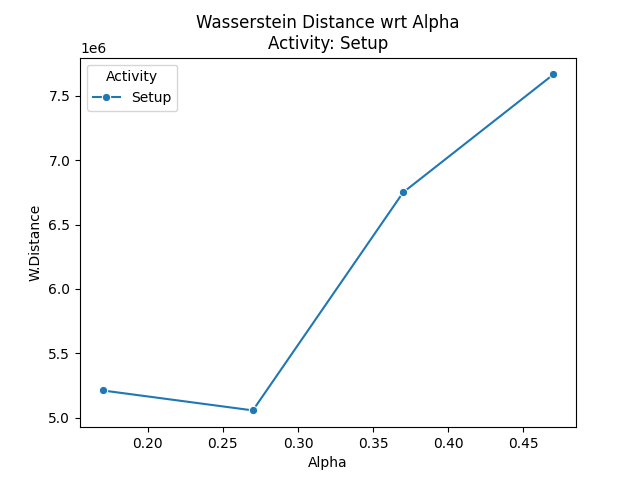 Wasserstein Distance wrt Alpha
Activity: Setup
1e6
Activity
Setup
7.5
7.0
6.5
6.0
5.5
5.0
W.Distance
0.20 0.25 0.30 0.35 0.40 0.45
Alpha